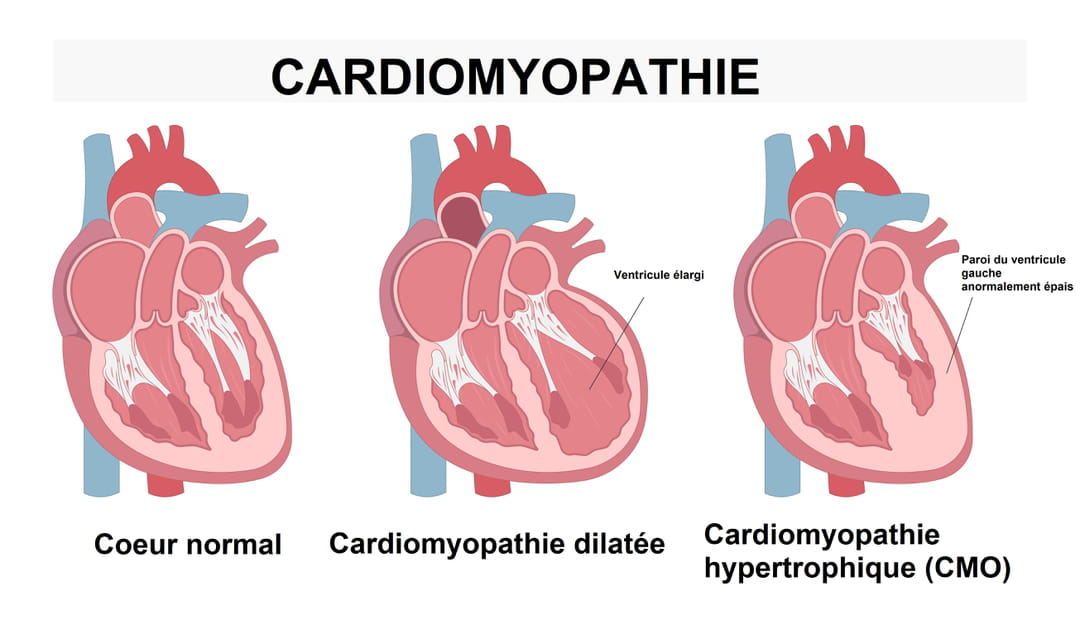 CARDIOMYOPATHIE
Ventricule élargi
Paroi du ventricule
gauche
anormalement épais
Coeur normal
Cardiomyopathie dilatée
Cardiomyopathie
hypertrophique (CMO)